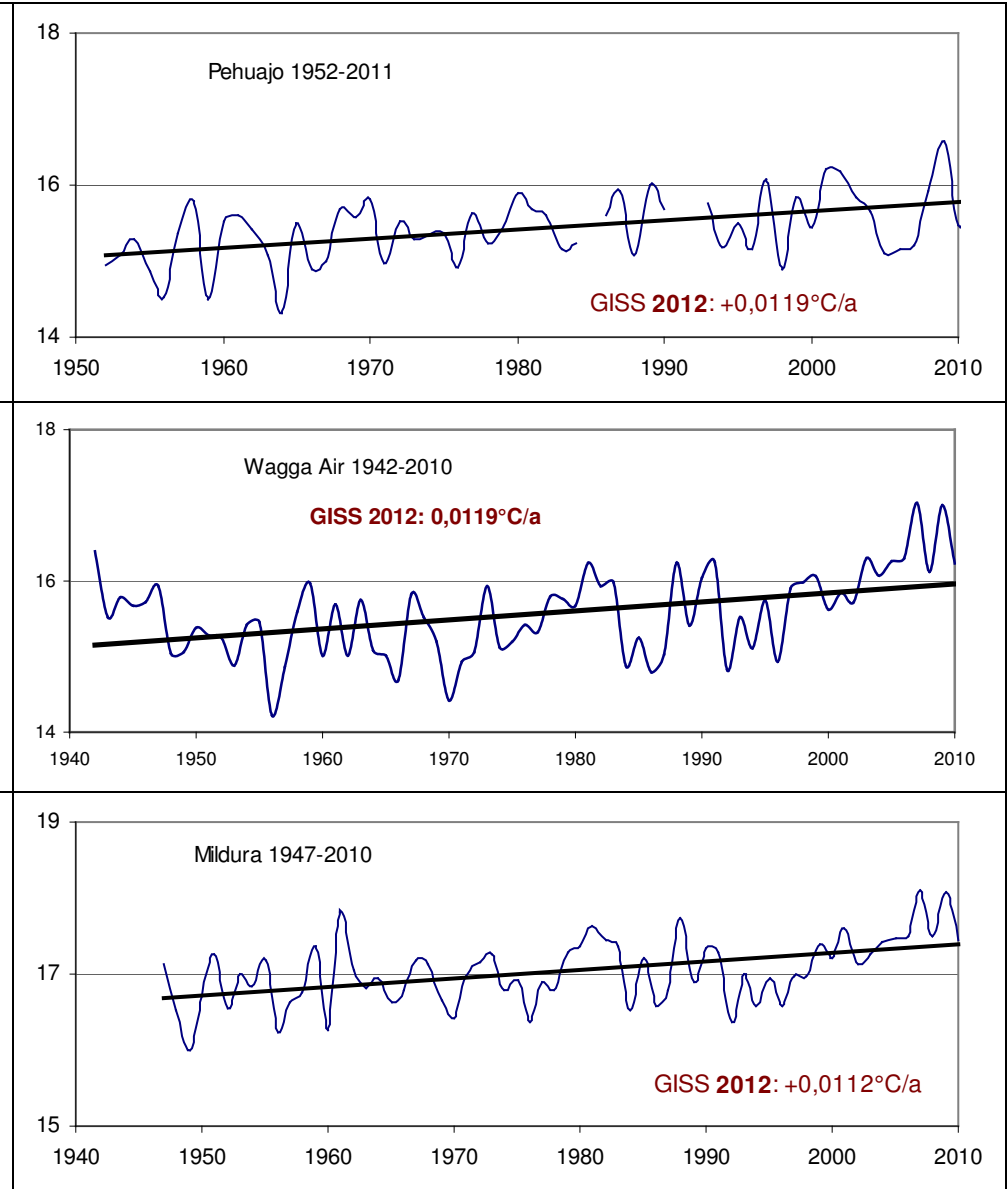 18
Pehuajo 1952-2011
16
GISS 2012: +0,0119°C/a
14
1950 1960 1970 1980 1990 2000 2010
18
Wagga Air 1942-2010
GISS 2012: 0,0119°C/a
16
14
1940 1950 1960 1970 1980 1990 2000 2010
19
Mildura 1947-2010
17
GISS 2012: +0,0112°C/a
15
1940 1950 1960 1970 1980 1990 2000 2010